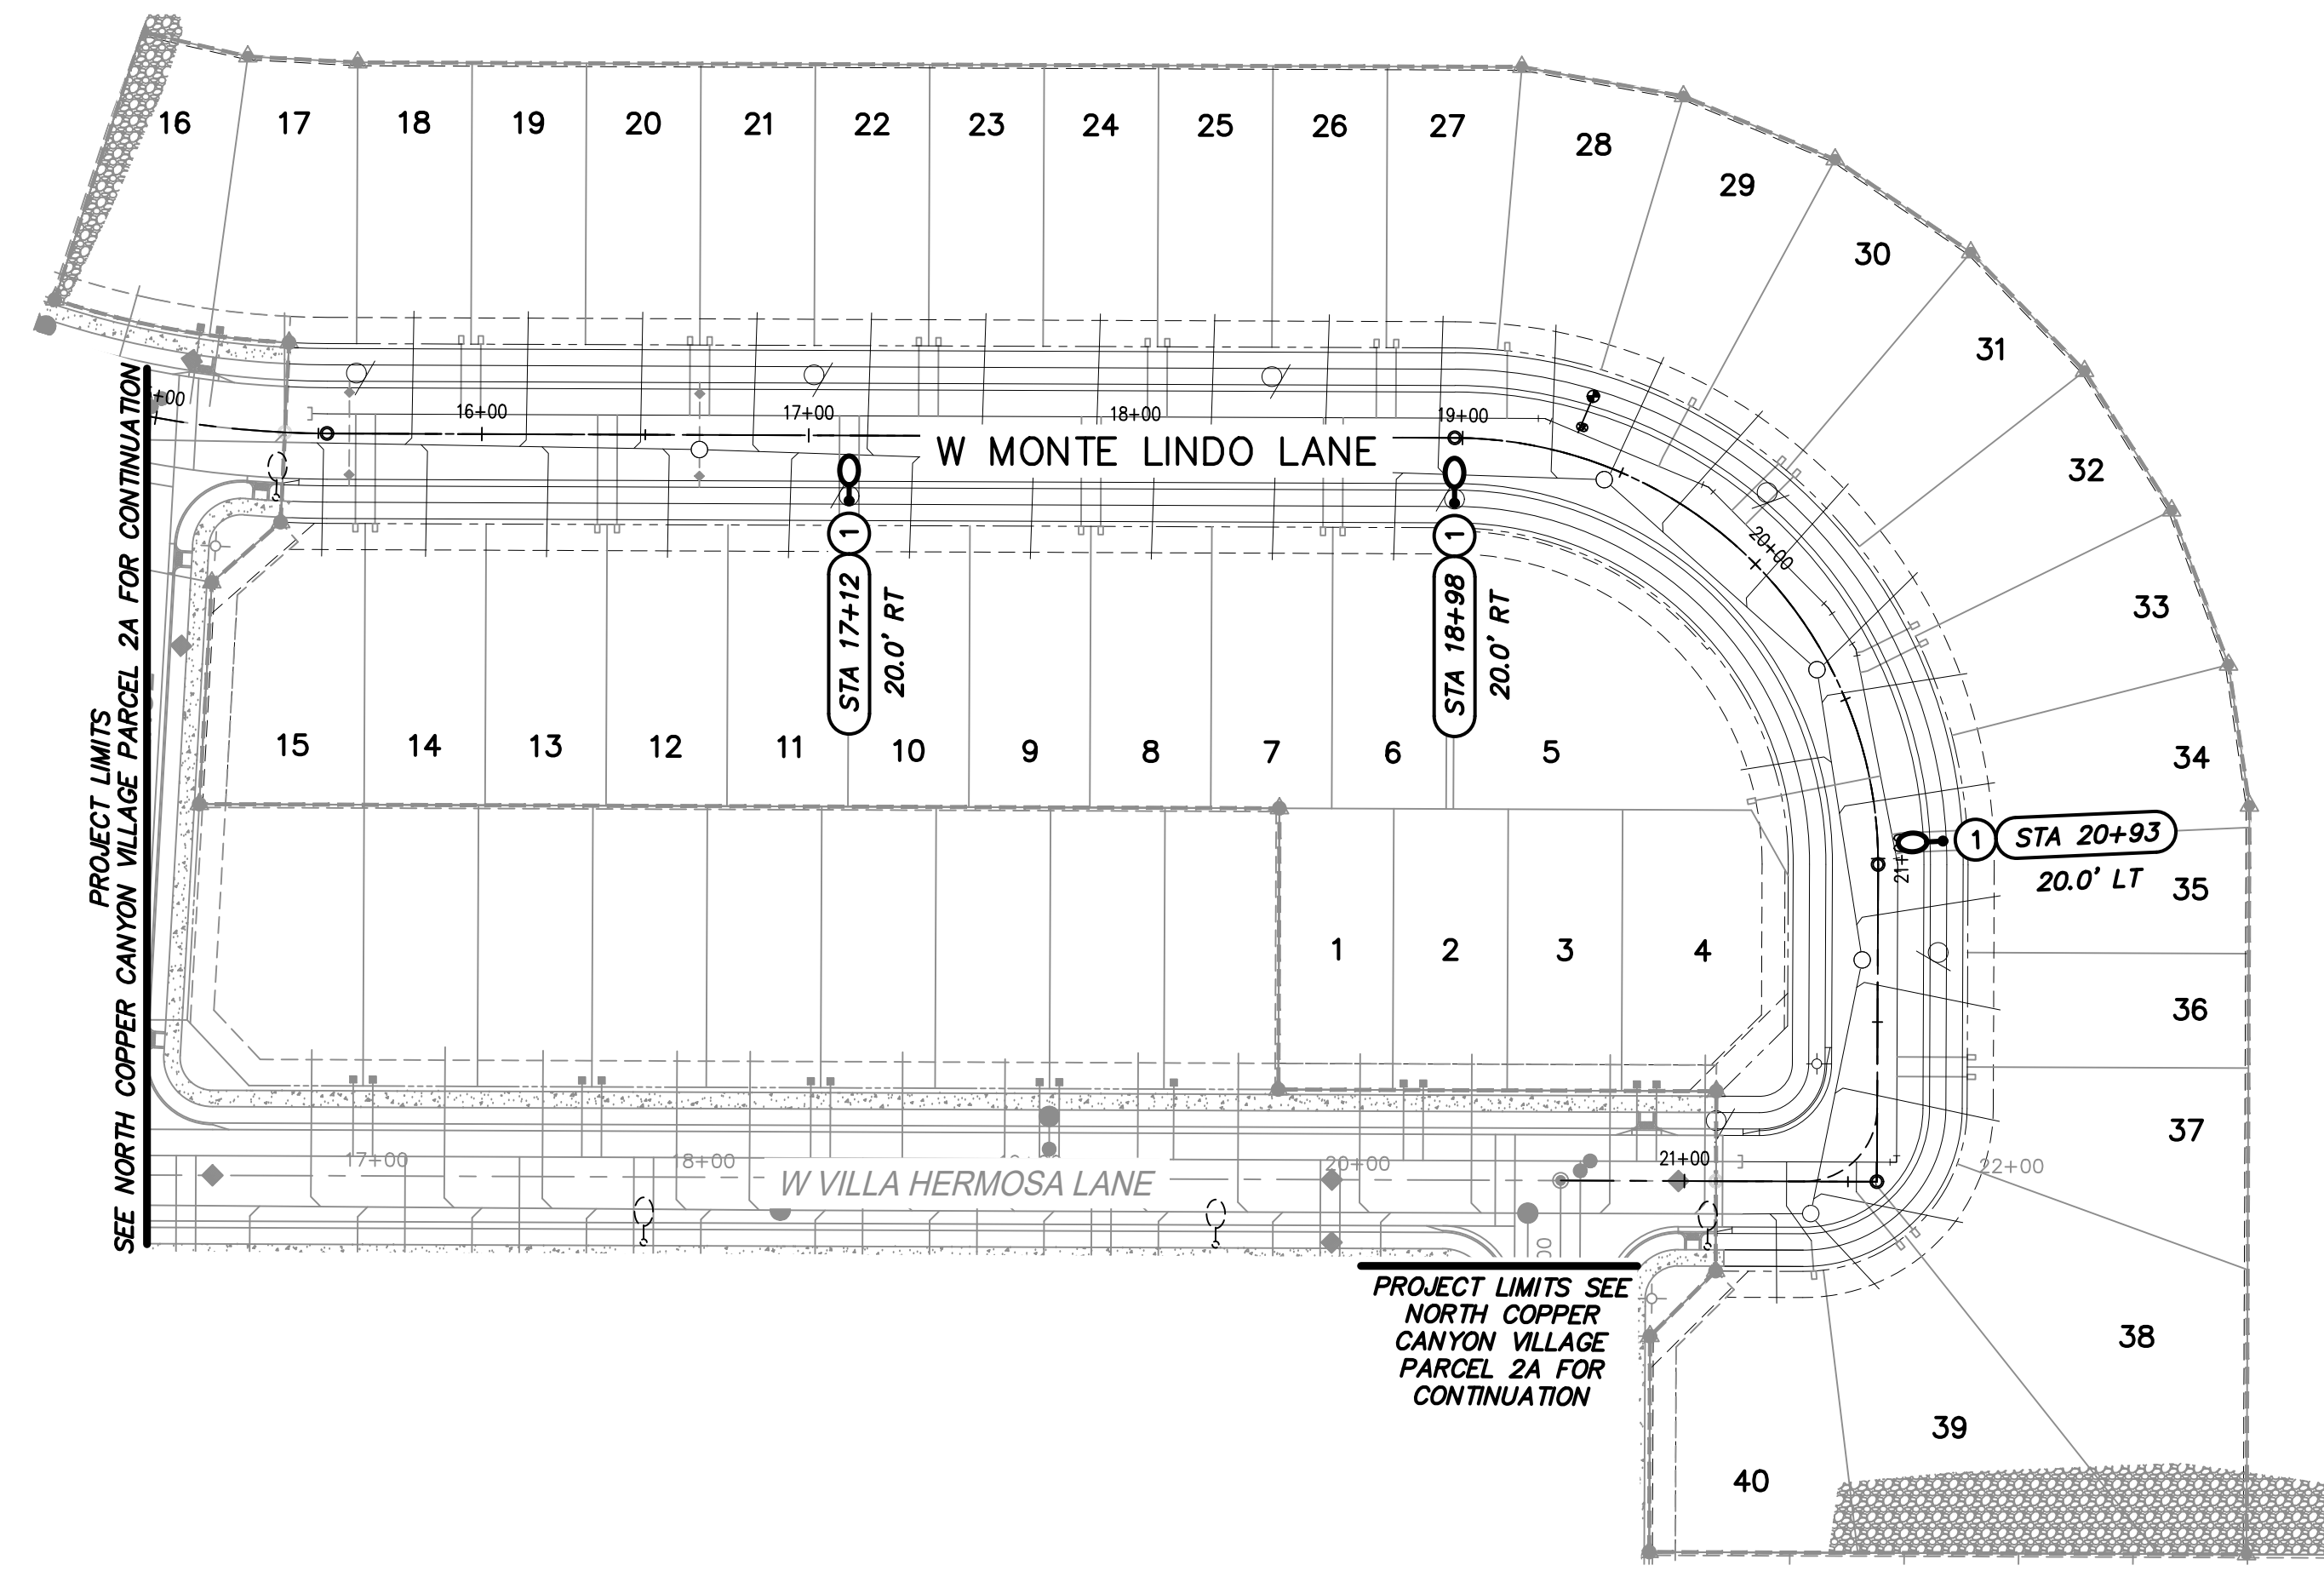 16 17 18 19 20 21 22 23 24 25 26 27
28
29
30
31
32
33
34
35
36
37
38
39
40
16+00 17+00 18+00 19+00
W MONTE LINDO LANE
20+00
1
STA 17+12
20.0' RT
1
STA 18+98
20.0' RT
1 STA 20+93
20.0' LT
15 14 13 12 11 10 9 8 7 6 5
1 2 3 4
PROJECT LIMITS
SEE NORTH COPPER CANYON VILLAGE PARCEL 2A FOR CONTINUATION
17+00 18+00 20+00 21+00 22+00
W VILLA HERMOSA LANE
PROJECT LIMITS SEE
NORTH COPPER
CANYON VILLAGE
PARCEL 2A FOR
CONTINUATION